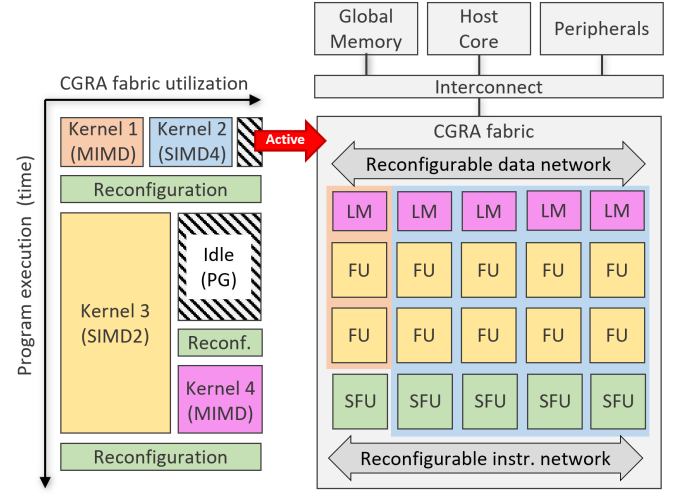 CGRA fabric utilization
Program execution (time)
Kernel 1
(MIMD)
Kernel 2
(SIMD4)
Active
Reconfiguration
Kernel 3
(SIMD2)
Idle
(PG)
Reconf.
Kernel 4
(MIMD)
Reconfiguration
Global
Memory
Host
Core
Peripherals
Interconnect
CGRA fabric
Reconfigurable data network
LM LM LM LM LM
FU FU FU FU FU
FU FU FU FU FU
SFU SFU SFU SFU SFU
Reconfigurable instr. network